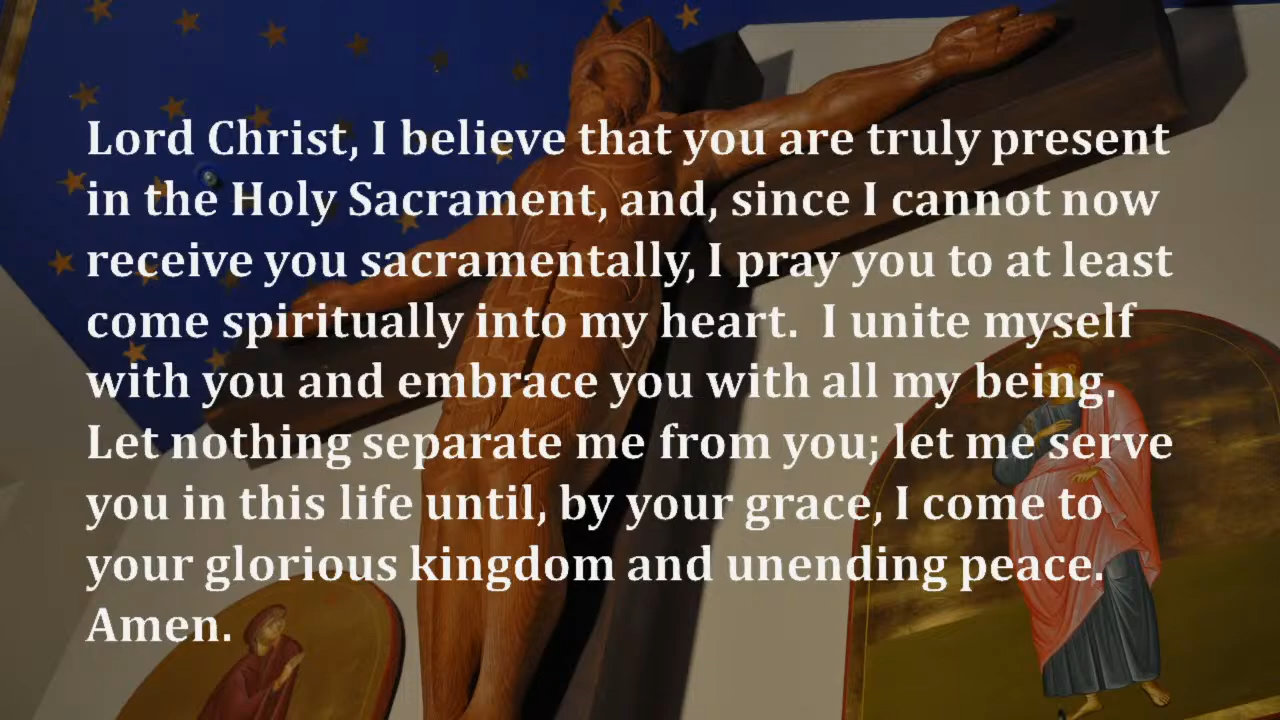 Lord Christ, I believe that you are truly present
in the Holy Sacrament, and, since I cannot now
receive you sacramentally, I pray you to at least
come spiritually into my heart.  I unite myself
with you and embrace you with all my being.
Let nothing separate me from you; let me serve
you in this life until, by your grace, I come to
your glorious kingdom and unending peace.
Amen.